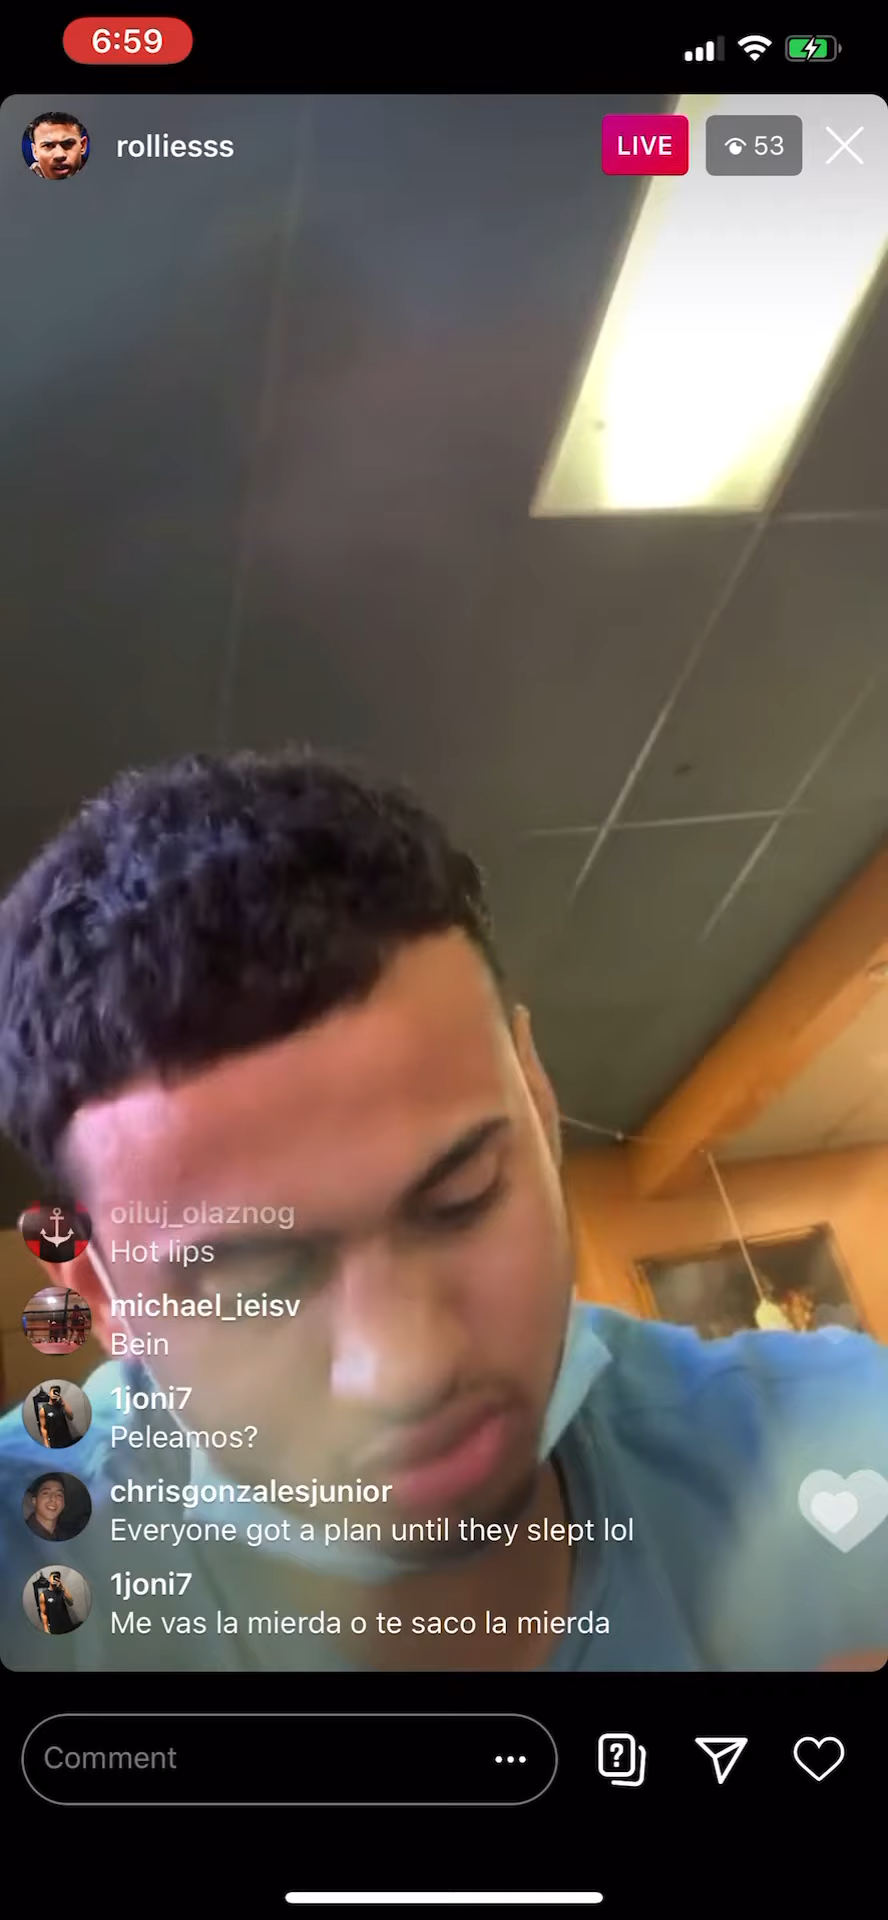 6:59
rolliesss
LIVE
53
oiluj_olaznog
Hot lips
michael_ieisv
Bein
1joni7
Peleamos?
chrisgonzalesjunior
Everyone got a plan until they slept lol
1joni7
Me vas la mierda o te saco la mierda
Comment